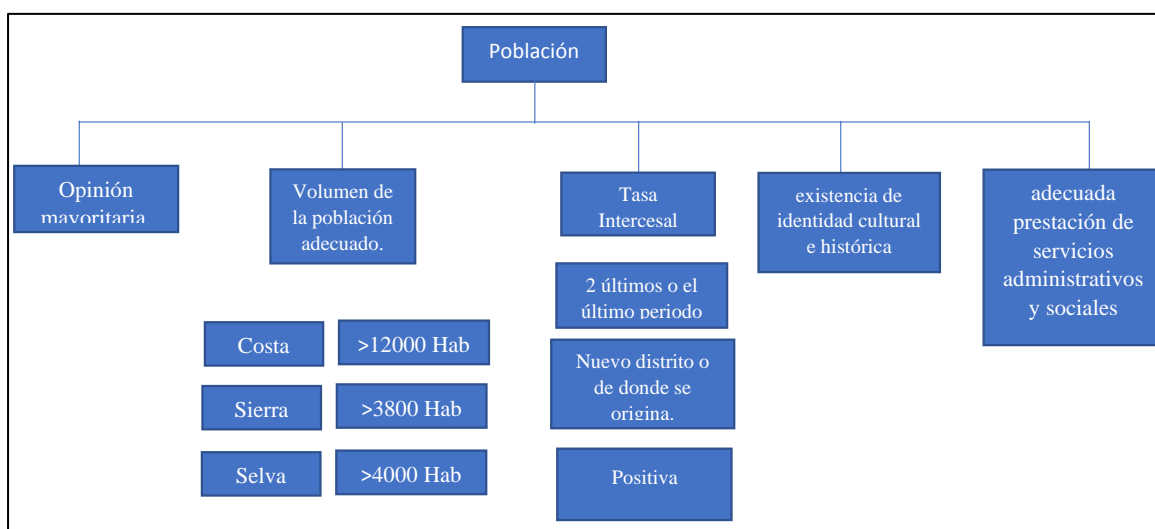 Población
Opinión
mayoritaria
Volumen de
la población
adecuado.
Tasa
Intercesal
existencia de
identidad cultural
e histórica
adecuada
prestación de
servicios
administrativos
y sociales
2 últimos o el
último periodo
Costa
>12000 Hab
Nuevo distrito o
de donde se
origina.
Sierra
>3800 Hab
Selva
>4000 Hab
Positiva